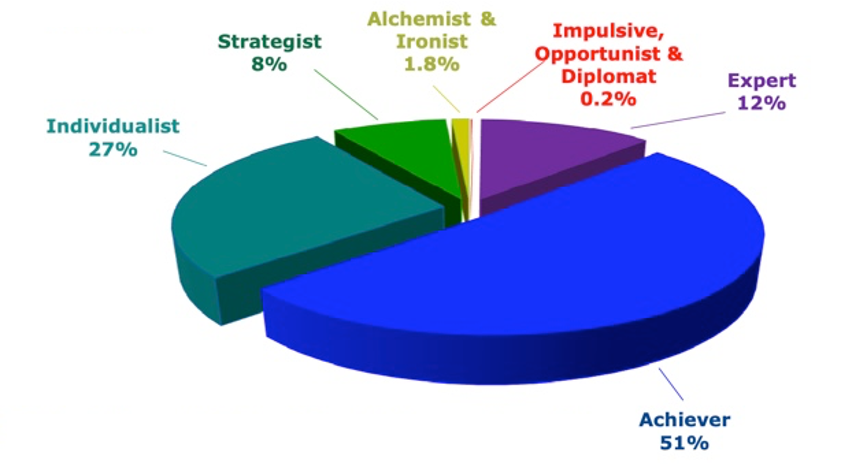 Alchemist &
Ironist
1.8%
Impulsive,
Opportunist &
Diplomat
0.2%
Strategist
8%
Expert
12%
Individualist
27%
Achiever
51%